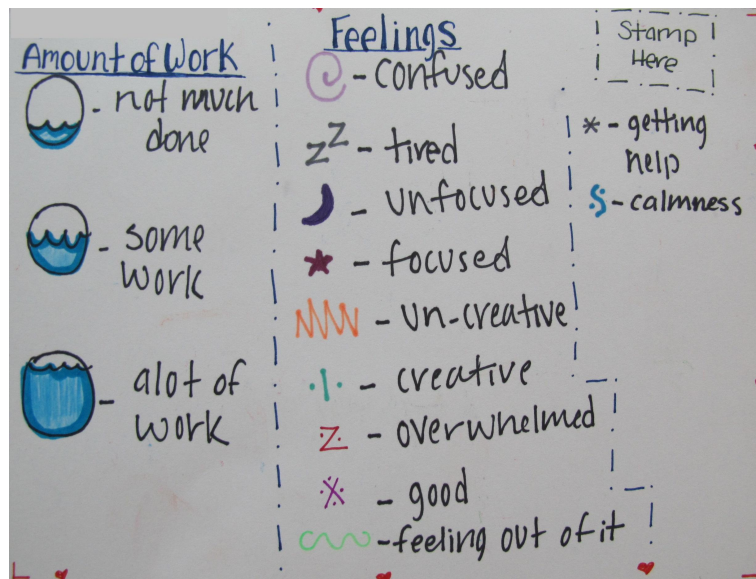 Amount of Work
- not much
done
- some
work
- alot of
work
Feelings
- confused
zz - tired
- unfocused
- focused
- un-creative
- creative
- overwhelmed
- good
- feeling out of it
Stamp
Here
* - getting
help
- calmness